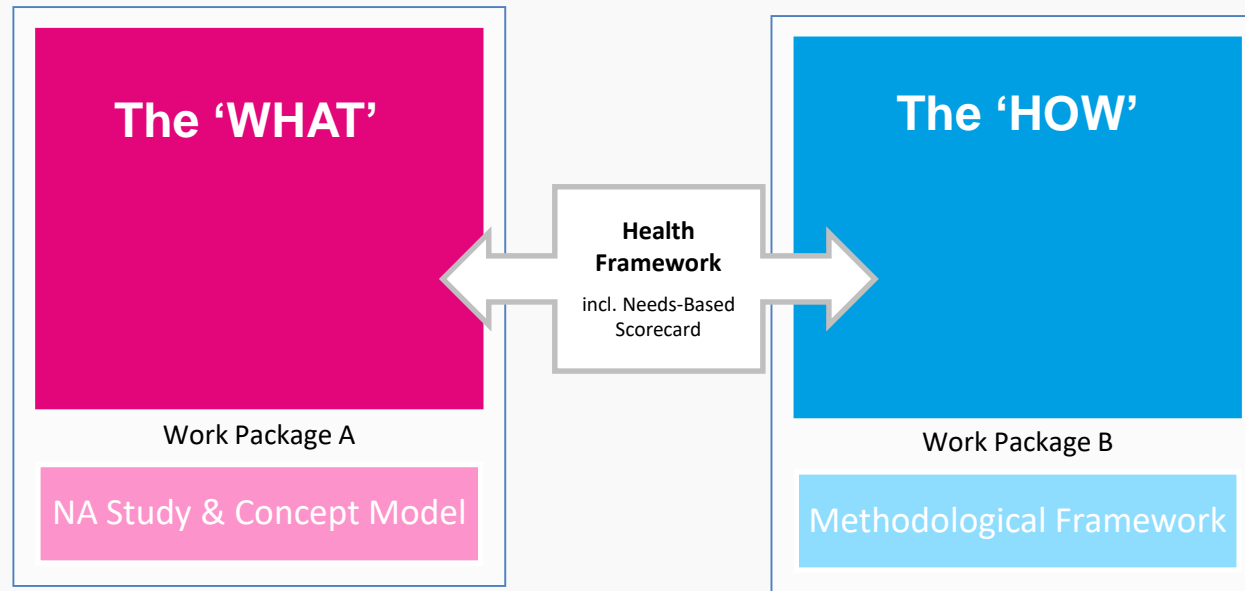 The ‘WHAT’
Work Package A
NA Study & Concept Model
Health
Framework
incl. Needs-Based
Scorecard
The ‘HOW’
Work Package B
Methodological Framework